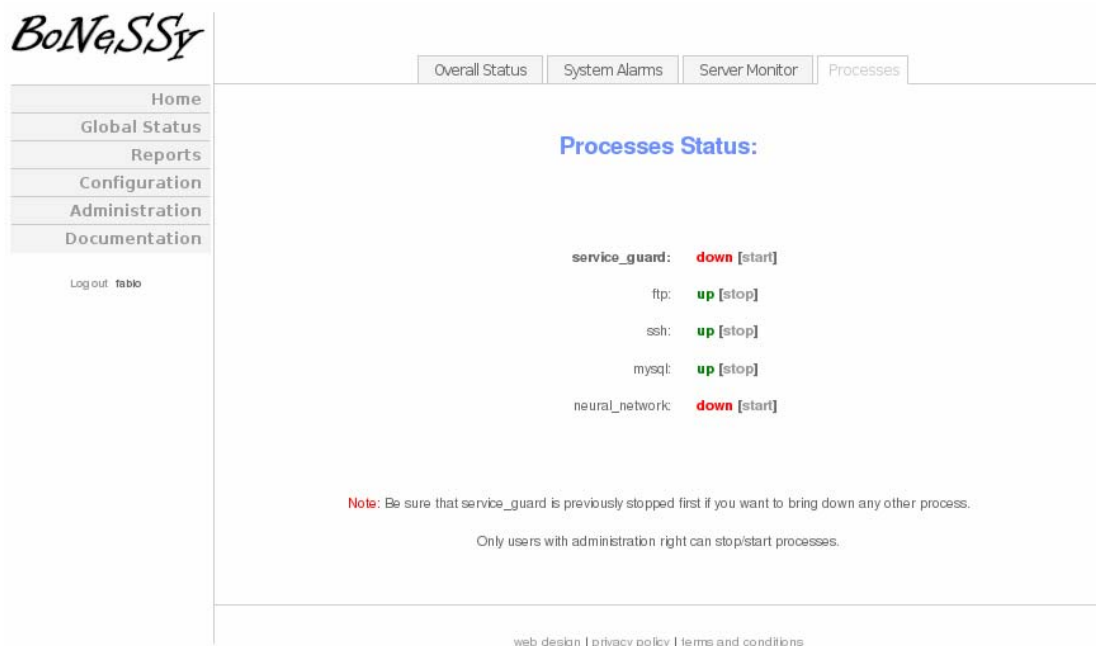 BoNeSSy
Overall Status System Alarms Server Monitor Processes
Home
Global Status
Reports
Configuration
Administration
Documentation
Log out fabio
Processes Status:
service_guard: down [start]
ftp: up [stop]
ssh: up [stop]
mysql: up [stop]
neural_network: down [start]
Note: Be sure that service_guard is previously stopped first if you want to bring down any other process.
Only users with administration right can stop/start processes.
web design | privacy policy | terms and conditions